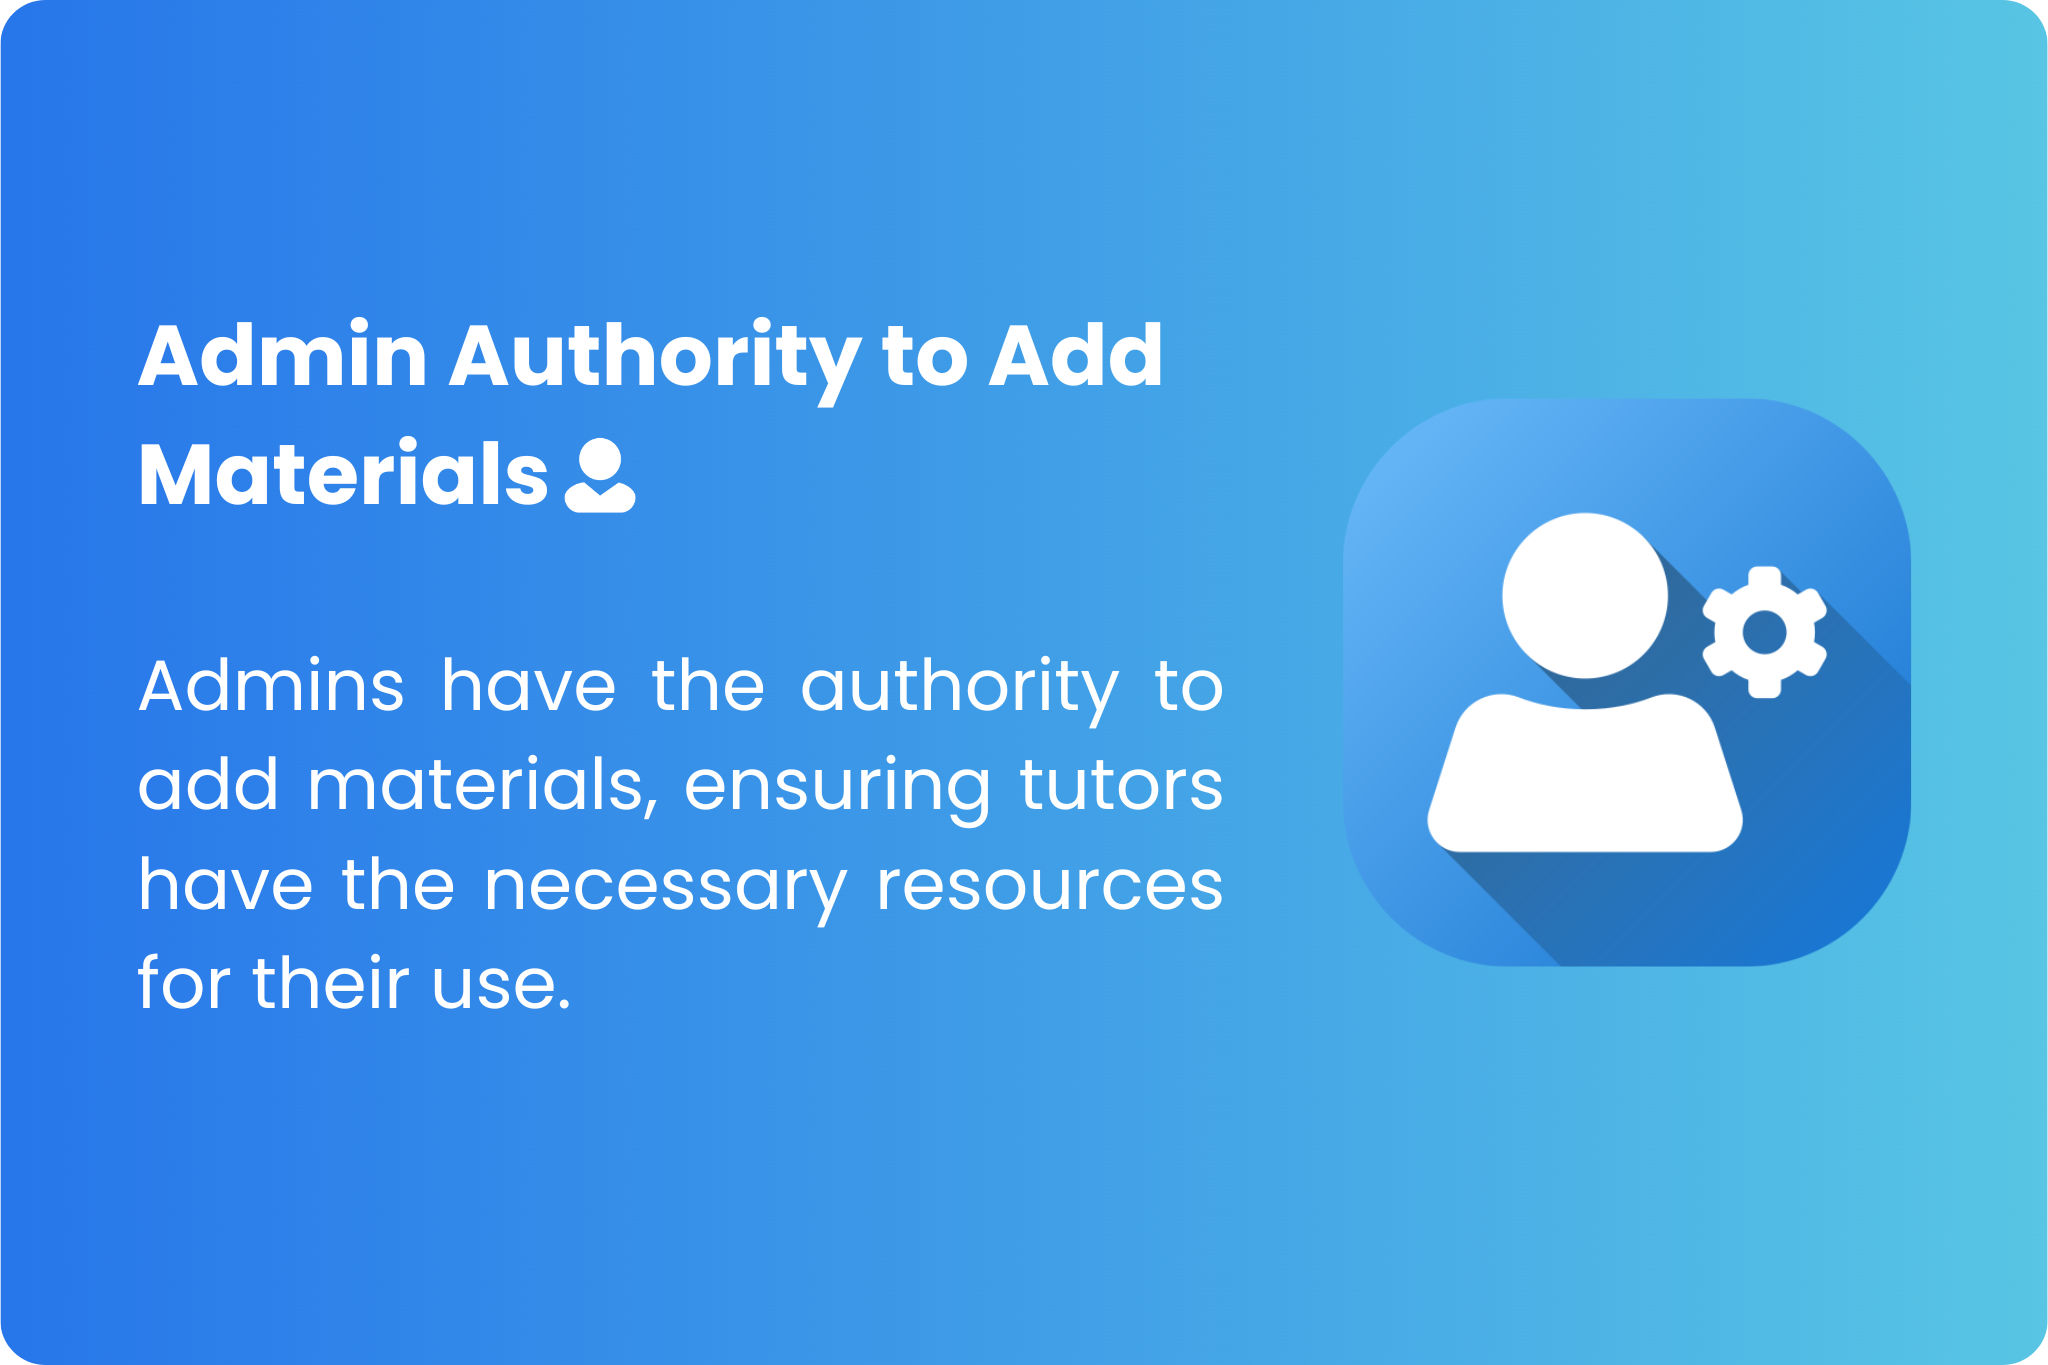 Admin Authority to Add
Materials
Admins have the authority to
add materials, ensuring tutors
have the necessary resources
for their use.